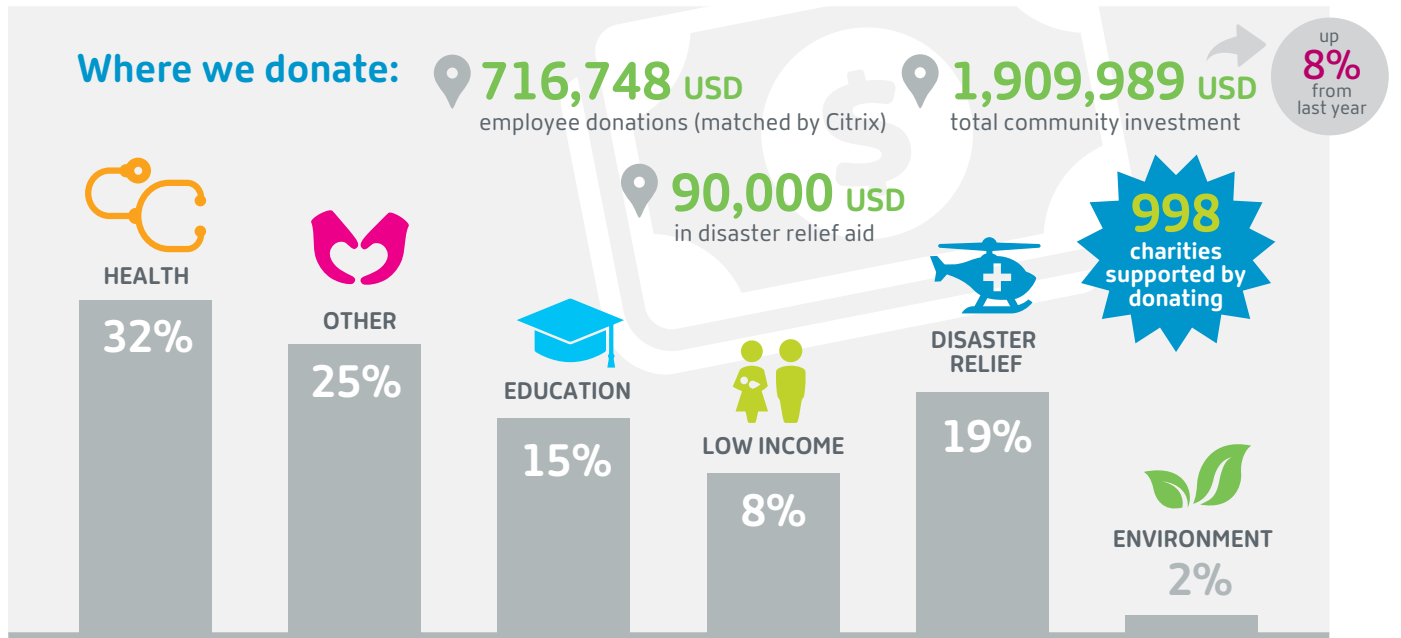 Where we donate:
716,748 USD
employee donations (matched by Citrix)
1,909,989 USD
total community investment
up
8%
from
last year
90,000 USD
in disaster relief aid
998
charities
supported by
donating
HEALTH
32%
OTHER
25%
EDUCATION
15%
LOW INCOME
8%
DISASTER
RELIEF
19%
ENVIRONMENT
2%
$